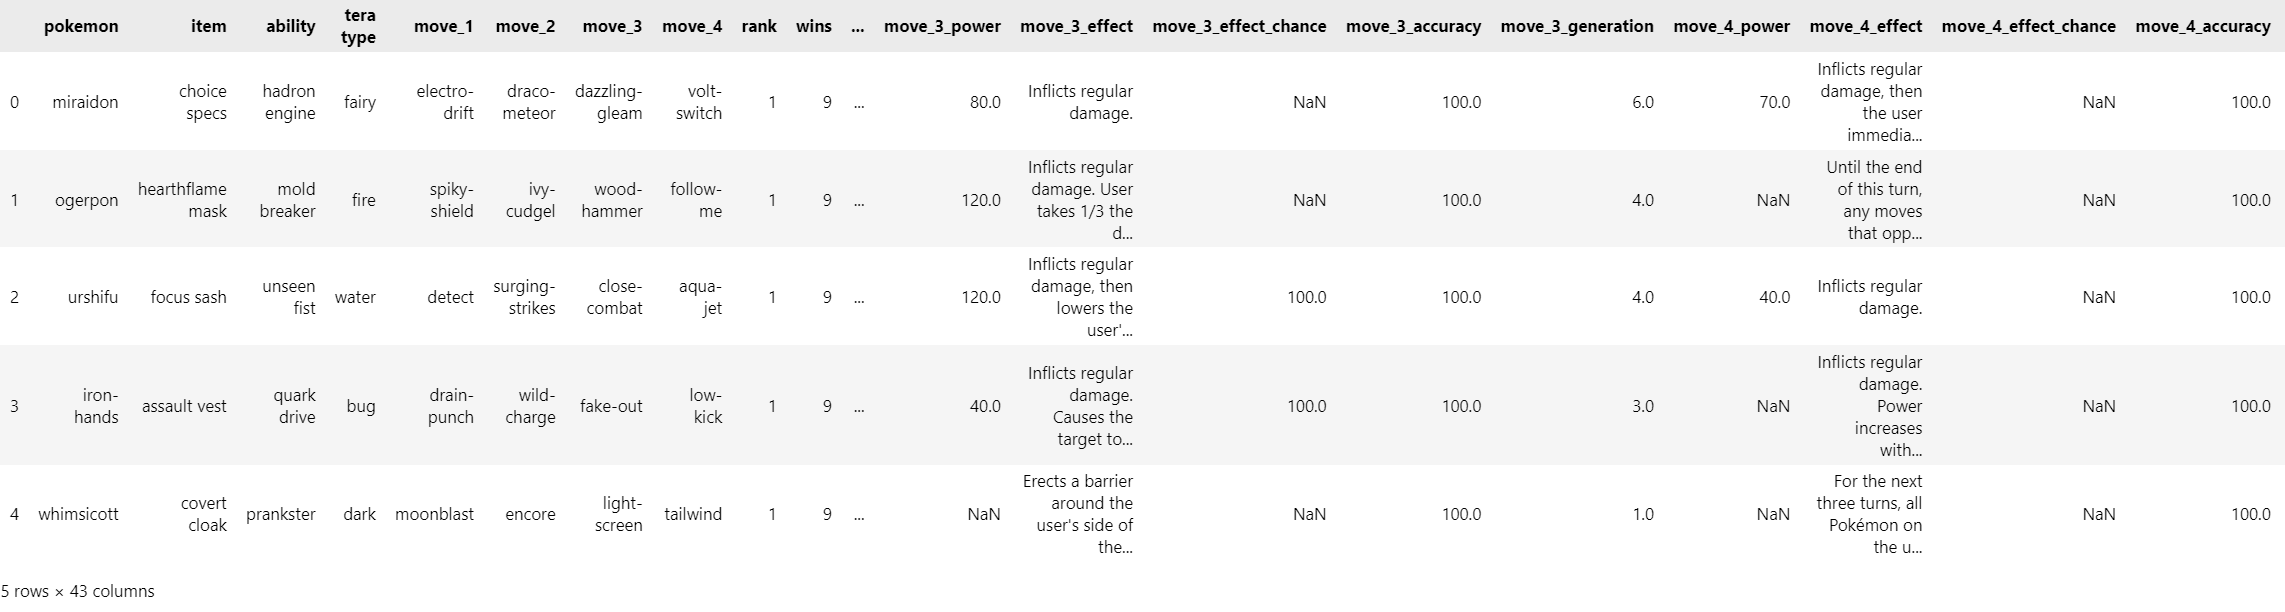 pokemon item ability tera type move_1 move_2 move_3 move_4 rank wins ... move_3_power move_3_effect move_3_effect_chance move_3_accuracy move_3_generation move_4_power move_4_effect move_4_effect_chance move_4_accuracy
0 miraidon choice specs hadron engine fairy electro-drift draco-meteor dazzling-gleam volt-switch 1 9 ... 80.0 Inflicts regular damage. NaN 100.0 6.0 70.0 Inflicts regular damage, then the user immedia... NaN 100.0
1 ogerpon hearthflame mask mold breaker fire spiky-shield ivy-cudgel wood-hammer follow-me 1 9 ... 120.0 Inflicts regular damage. User takes 1/3 the d... NaN 100.0 4.0 NaN Until the end of this turn, any moves that opp... NaN 100.0
2 urshifu focus sash unseen fist water detect surging-strikes close-combat aqua-jet 1 9 ... 120.0 Inflicts regular damage, then lowers the user'... 100.0 100.0 4.0 40.0 Inflicts regular damage. NaN 100.0
3 iron-hands assault vest quark drive bug drain-punch wild-charge fake-out low-kick 1 9 ... 40.0 Inflicts regular damage. Causes the target to... 100.0 100.0 3.0 NaN Inflicts regular damage. Power increases with... NaN 100.0
4 whimsicott covert cloak prankster dark moonblast encore light-screen tailwind 1 9 ... NaN Erects a barrier around the user's side of the... NaN 100.0 1.0 NaN For the next three turns, all Pokémon on the u... NaN 100.0
5 rows × 43 columns